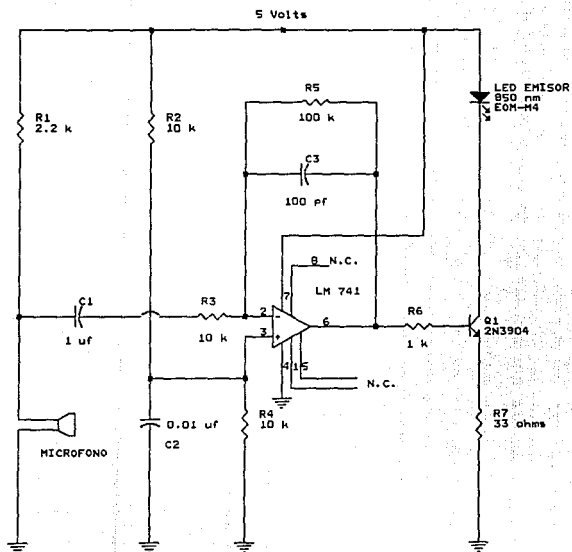 5 Volts
R1
2.2 k
R2
10 k
R5
100 k
C3
100 pf
LED EMISOR
850 nm
EOM-M4
8 N.C.
7
LM 741
C1
1 uf
R3
10 k
2
3
6
4 1 5
N.C.
R6
1 k
Q1
2N3904
0.01 uf
C2
R4
10 k
R7
33 ohms
MICROFONO